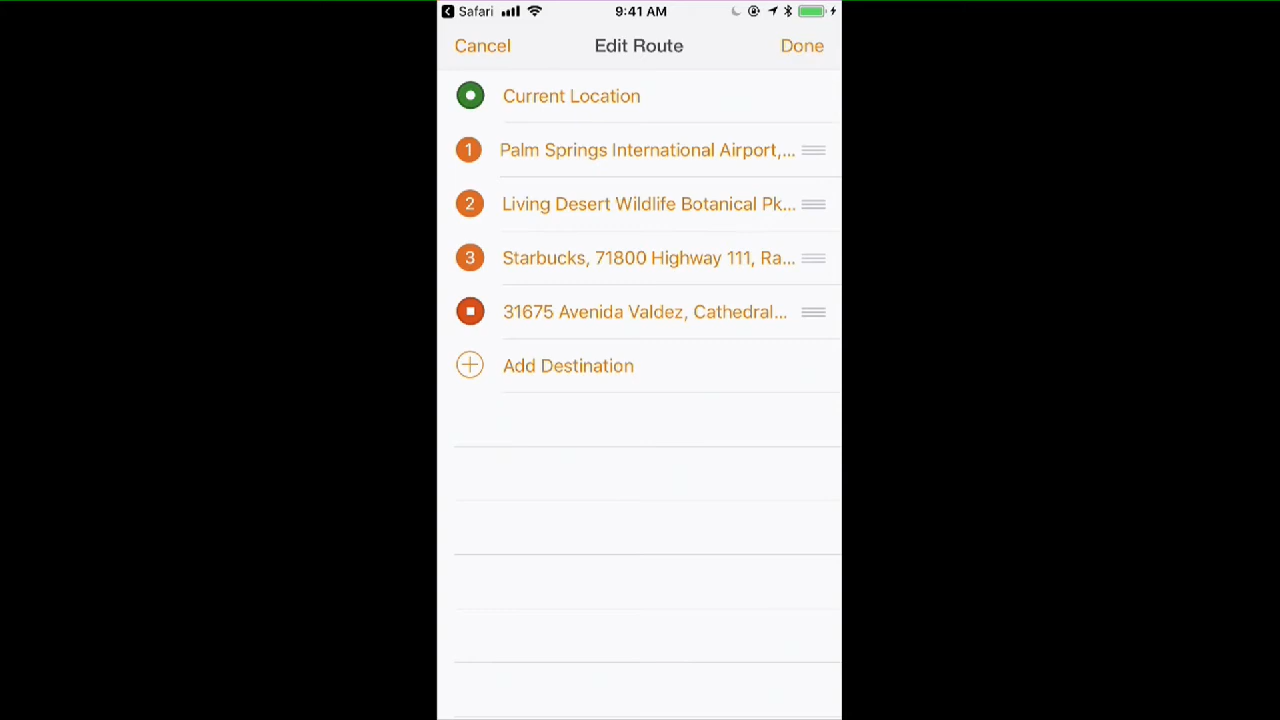 Safari 9:41 AM
Cancel Edit Route Done
Current Location
1 Palm Springs International Airport,...
2 Living Desert Wildlife Botanical Pk...
3 Starbucks, 71800 Highway 111, Ra...
31675 Avenida Valdez, Cathedral...
Add Destination